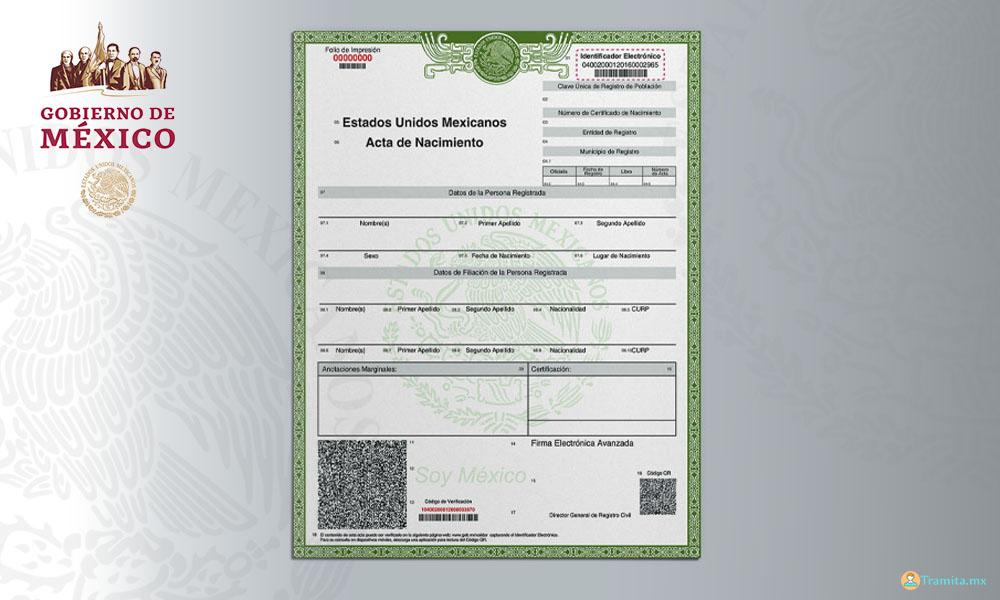 GOBIERNO DE
MÉXICO
Folio de Impresión
00000000
Identificador Electrónico
04002000120160002965
Clave Única de Registro de Población
Número de Certificado de Nacimiento
Entidad de Registro
Municipio de Registro
Oficialía Fecha de Registro Libro Número de Acta
Estados Unidos Mexicanos
Acta de Nacimiento
Datos de la Persona Registrada
Nombre(s) Primer Apellido Segundo Apellido
Sexo Fecha de Nacimiento Lugar de Nacimiento
Datos de Filiación de la Persona Registrada
Nombre(s) Primer Apellido Segundo Apellido Nacionalidad CURP
Nombre(s) Primer Apellido Segundo Apellido Nacionalidad CURP
Anotaciones Marginales: Certificación:
Firma Electrónica Avanzada
Soy México
Código QR
Código de Verificación
Director General de Registro Civil
Tramita.mx